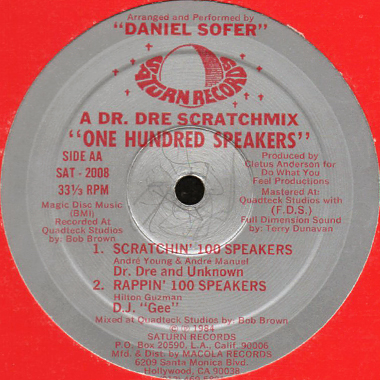 Arranged and Performed by
"DANIEL SOFER"
SATURN RECORDS
A DR. DRE SCRATCHMIX
"ONE HUNDRED SPEAKERS"
SIDE AA
SAT - 2008
33⅓ RPM
Magic Disc Music
(BMI)
Recorded At
Quadteck Studios
by: Bob Brown
Produced by
Cletus Anderson for
Do What You
Feel Productions
Mastered At:
Quadteck Studios with
(F.D.S.)
Full Dimension Sound
by: Terry Dunavan
1. SCRATCHIN' 100 SPEAKERS
André Young & Andre Manuel
Dr. Dre and Unknown
2. RAPPIN' 100 SPEAKERS
Hilton Guzman
D.J. "Gee"
Mixed at Quadteck Studios by: Bob Brown
© ℗ 1984
SATURN RECORDS
P.O. Box 20590, L.A., Calif. 90006
Mfd. & Dist. by MACOLA RECORDS
6209 Santa Monica Blvd.
Hollywood, CA 90038